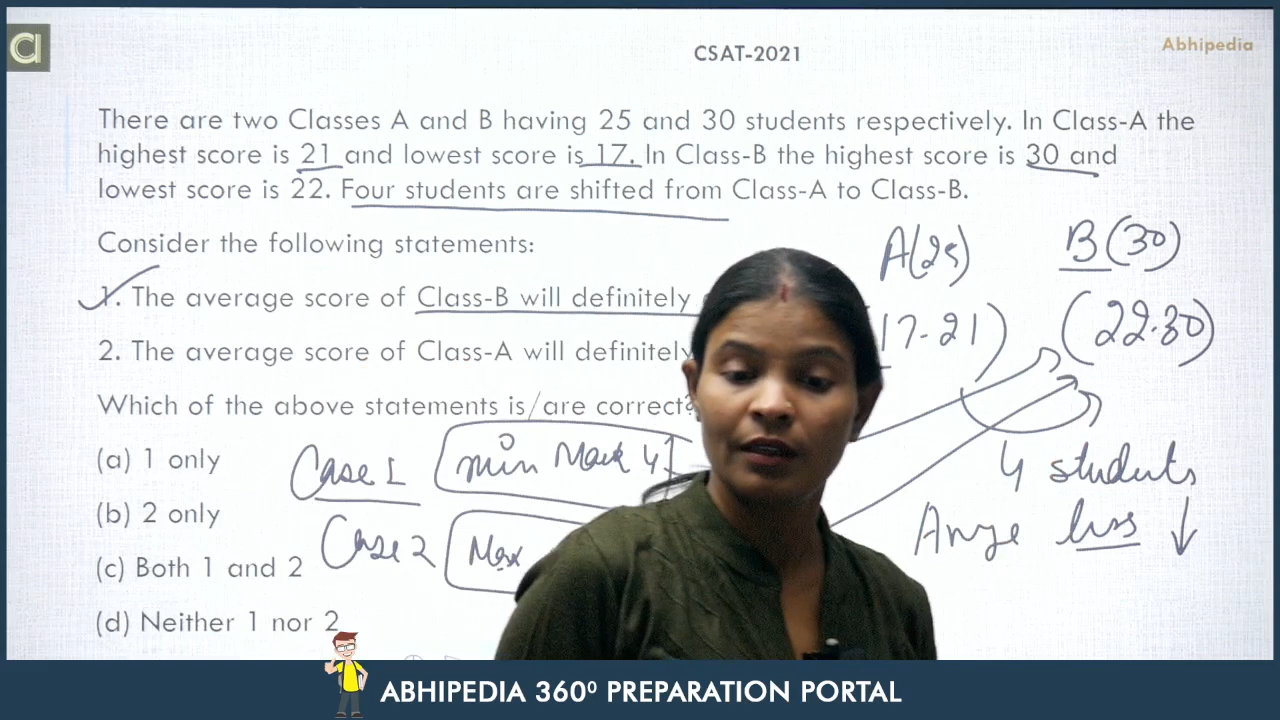 CSAT-2021
Abhipedia
There are two Classes A and B having 25 and 30 students respectively. In Class-A the
highest score is 21 and lowest score is 17. In Class-B the highest score is 30 and
lowest score is 22. Four students are shifted from Class-A to Class-B.
Consider the following statements:
A(25)
B(30)
1. The average score of Class-B will definitely
17-21)
(22-30)
2. The average score of Class-A will definitely
Which of the above statements is/are correct?
(a) 1 only
Case 1
min Mark 4
4 students
(b) 2 only
Case 2
Max
less ↓
(c) Both 1 and 2
(d) Neither 1 nor 2
ABHIPEDIA 360⁰ PREPARATION PORTAL